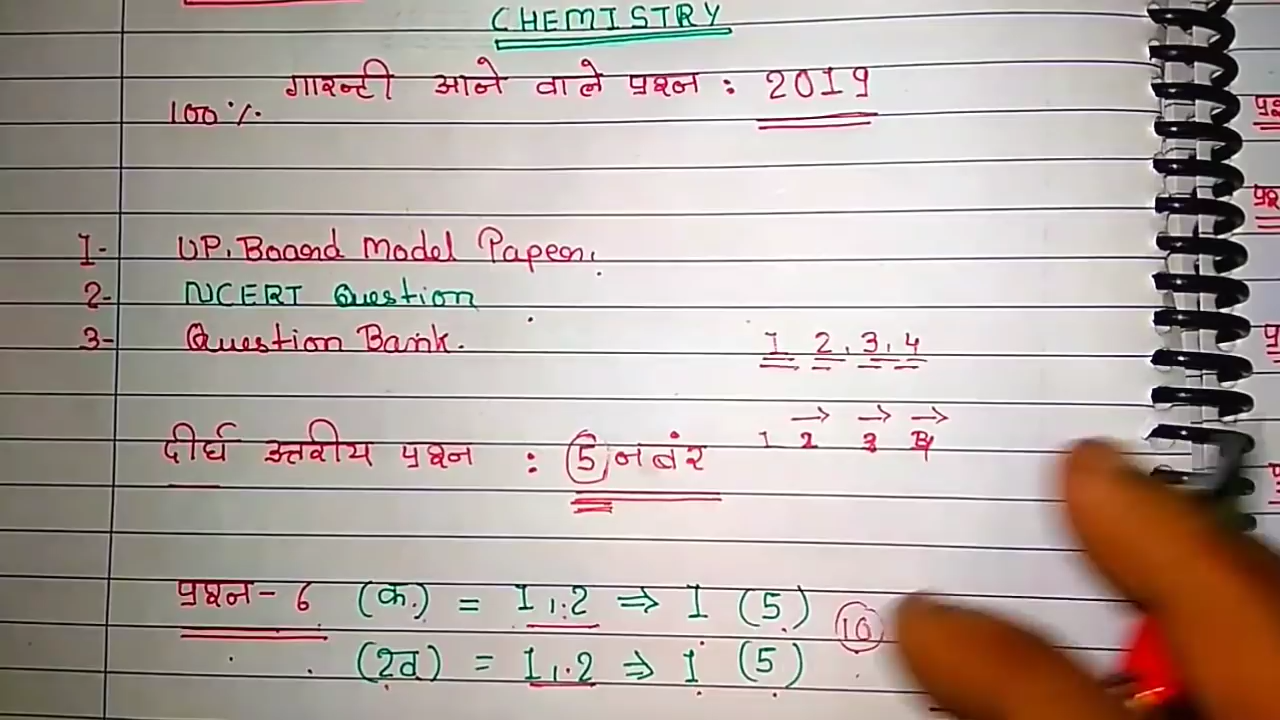 CHEMISTRY
100% गारन्टी आने वाले प्रश्न : 2019
1- UP. Board Model Paper.
2- NCERT Question
3- Question Bank.
1 2, 3, 4
दीर्घ उत्तरीय प्रश्न : 5 नबंर
1 2 3 4
प्रश्न - 6 (क) = 1, 2 ⇒ 1 (5)
10
(ख) = 1, 2 ⇒ 1 (5)